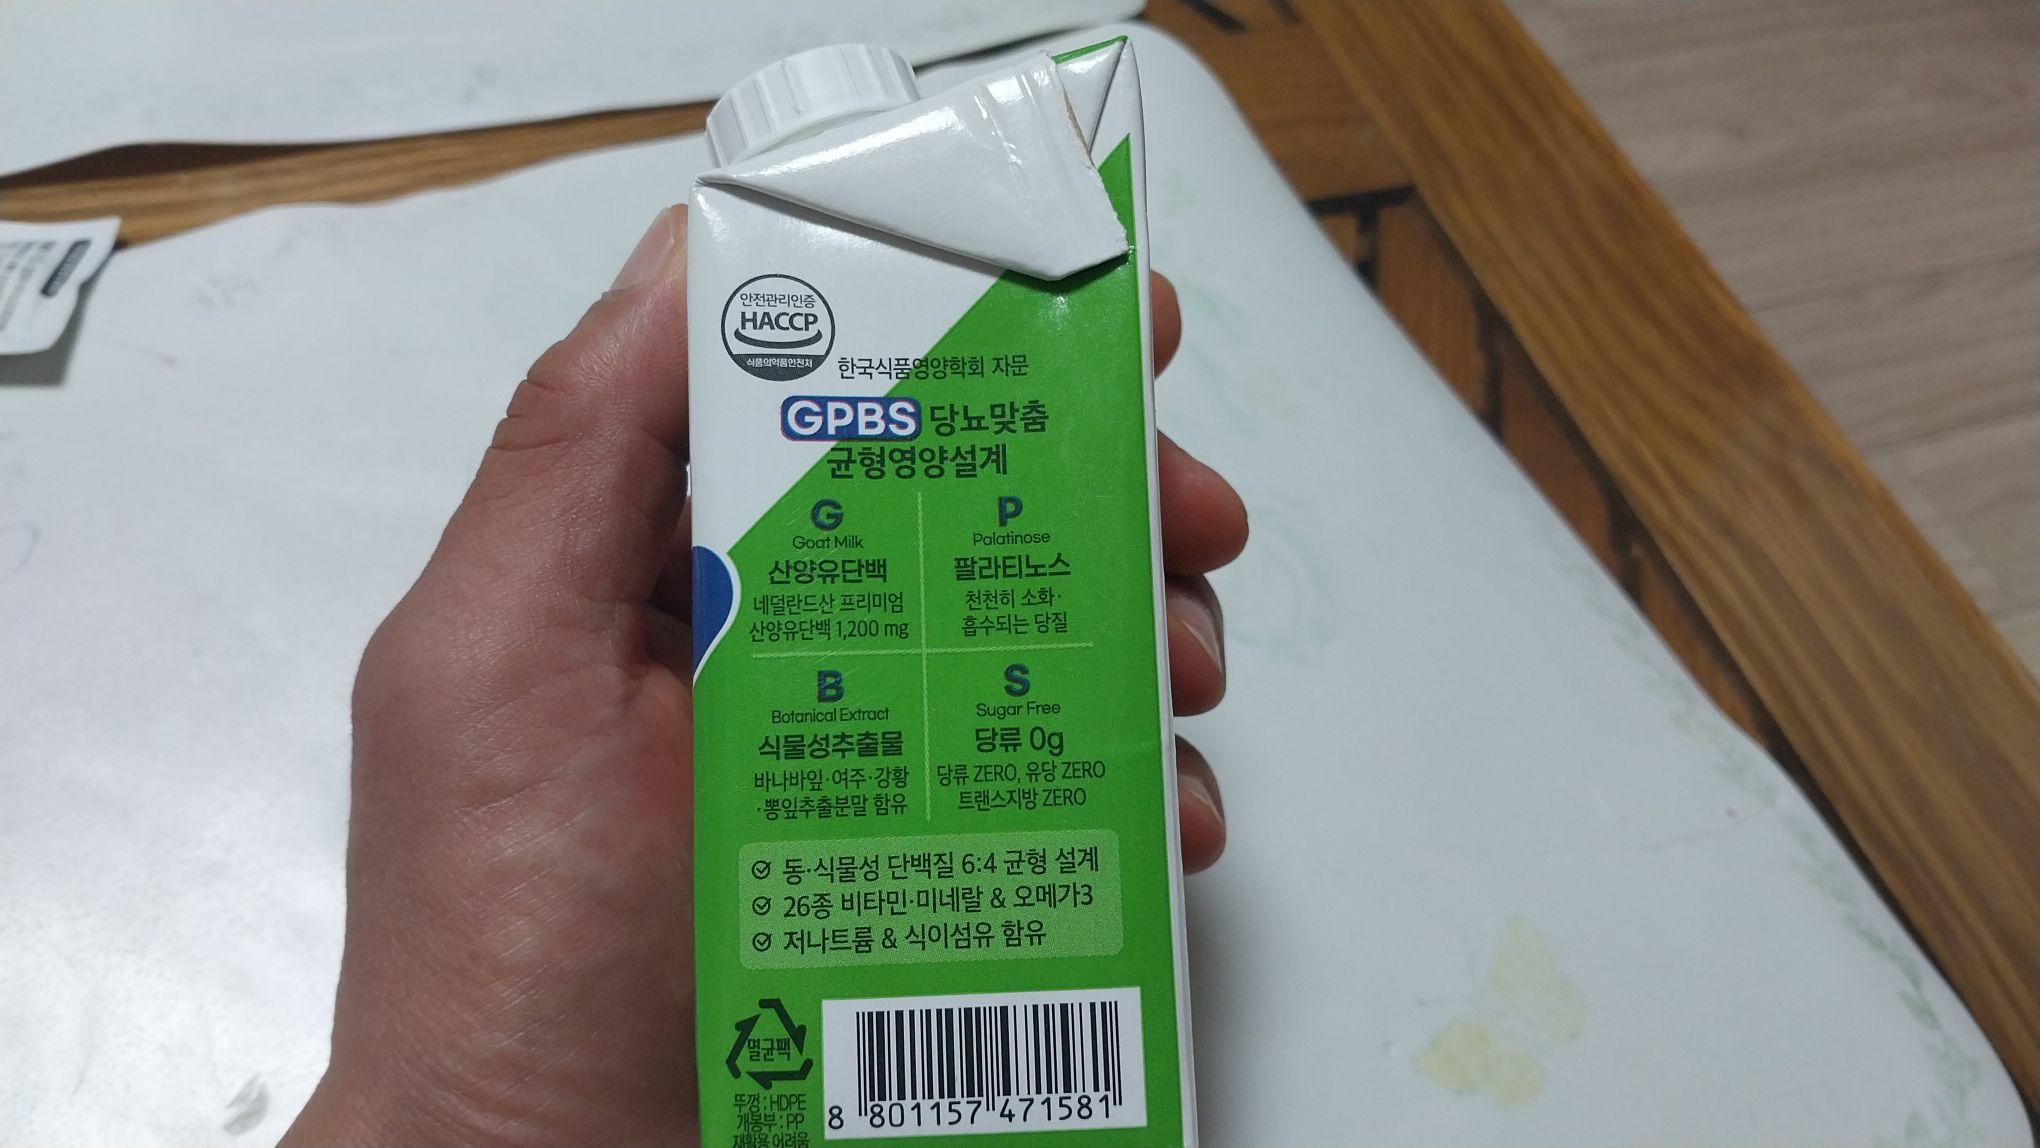 안전관리인증
HACCP
식품의약품안전처
한국식품영양학회 자문
GPBS 당뇨맞춤
균형영양설계
G
Goat Milk
산양유단백
네덜란드산 프리미엄
산양유단백 1,200 mg
P
Palatinose
팔라티노스
천천히 소화·
흡수되는 당질
B
Botanical Extract
식물성추출물
바나바잎·여주·강황
·뽕잎추출분말 함유
S
Sugar Free
당류 0g
당류 ZERO, 유당 ZERO
트랜스지방 ZERO
동·식물성 단백질 6:4 균형 설계
26종 비타민·미네랄 & 오메가3
저나트륨 & 식이섬유 함유
멸균팩
뚜껑 : HDPE
개봉부 : PP
재활용 어려움
8 801157 471581